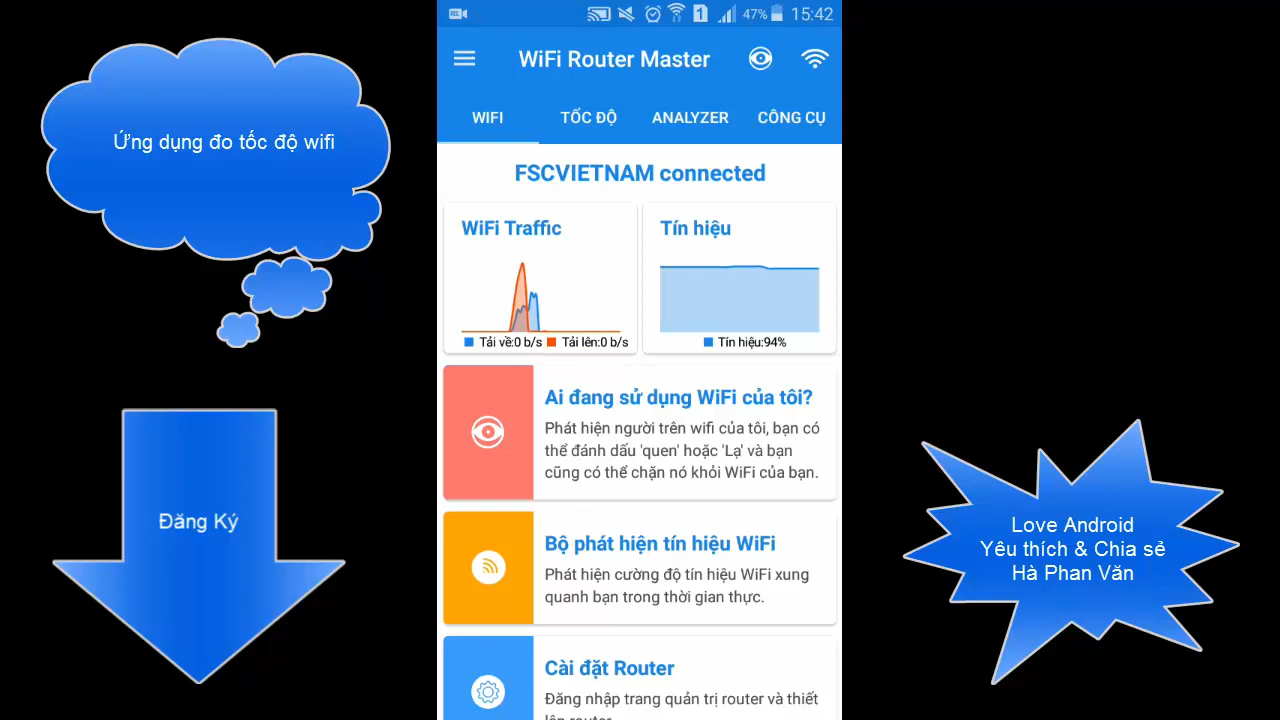 Ứng dụng đo tốc độ wifi
Đăng Ký
REC
1
47%
15:42
WiFi Router Master
WIFI
TỐC ĐỘ
ANALYZER
CÔNG CỤ
FSCVIETNAM connected
WiFi Traffic
Tải về:0 b/s
Tải lên:0 b/s
Tín hiệu
Tín hiệu:94%
Ai đang sử dụng WiFi của tôi?
Phát hiện người trên wifi của tôi, bạn có
thể đánh dấu 'quen' hoặc 'Lạ' và bạn
cũng có thể chặn nó khỏi WiFi của bạn.
Bộ phát hiện tín hiệu WiFi
Phát hiện cường độ tín hiệu WiFi xung
quanh bạn trong thời gian thực.
Cài đặt Router
Đăng nhập trang quản trị router và thiết
lập router
Love Android
Yêu thích & Chia sẻ
Hà Phan Văn